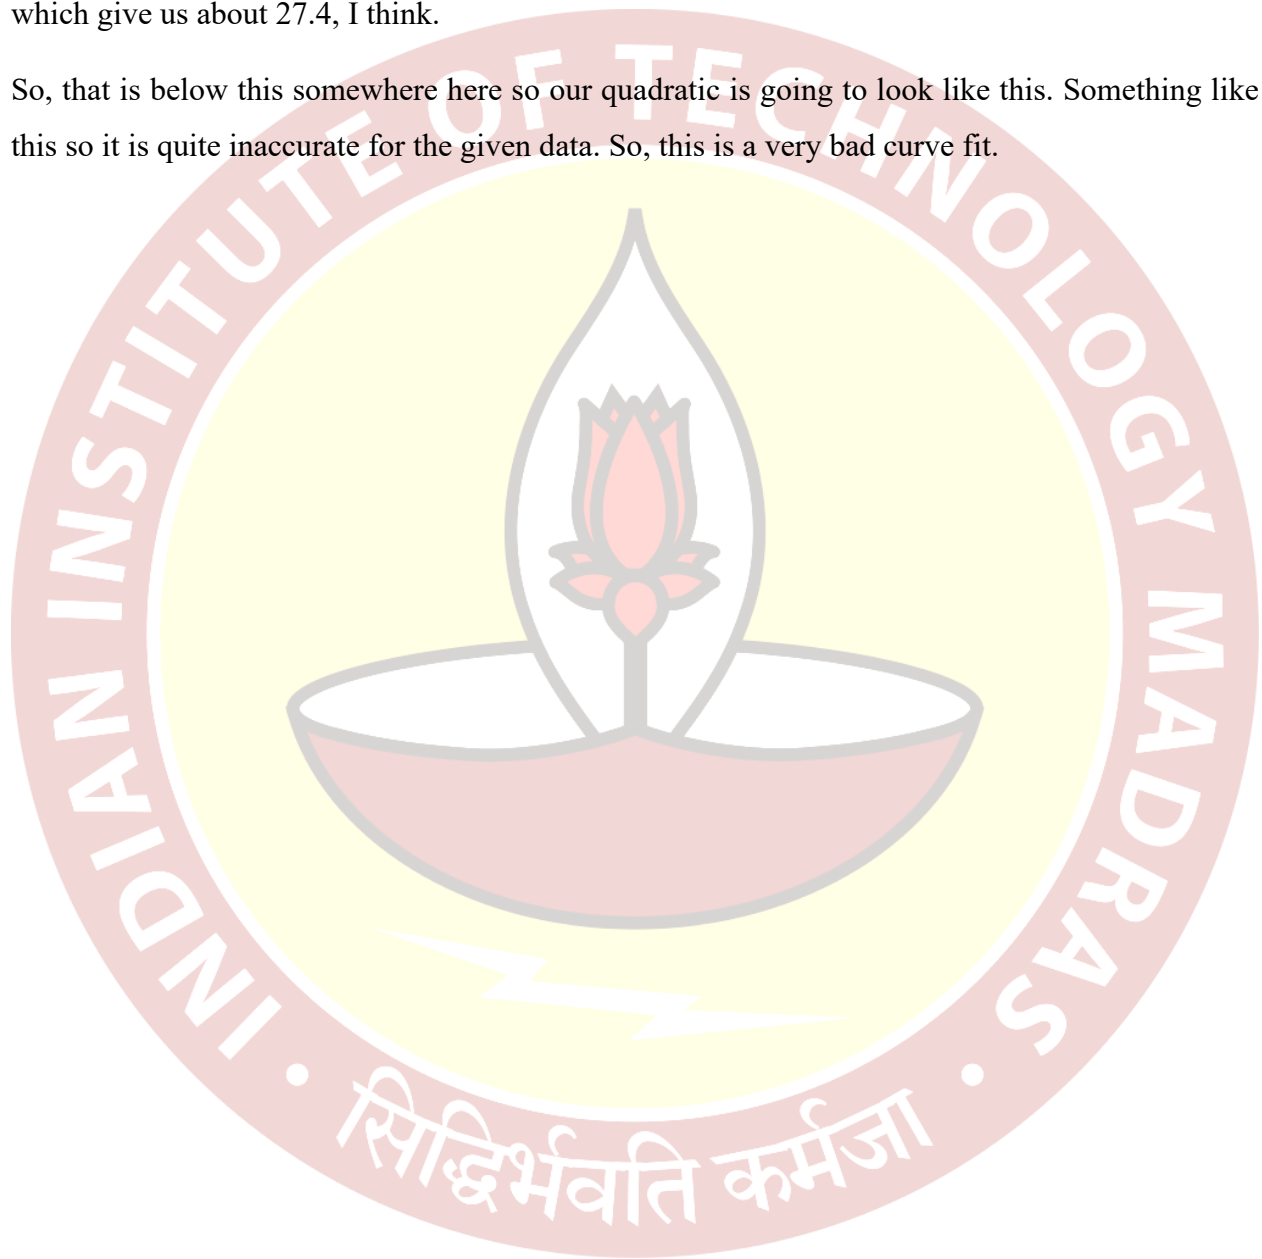 which give us about 27.4, I think.
So, that is below this somewhere here so our quadratic is going to look like this. Something like
this so it is quite inaccurate for the given data. So, this is a very bad curve fit.
INDIAN INSTITUTE OF TECHNOLOGY MADRAS
सिद्धिर्भवति कर्मजा